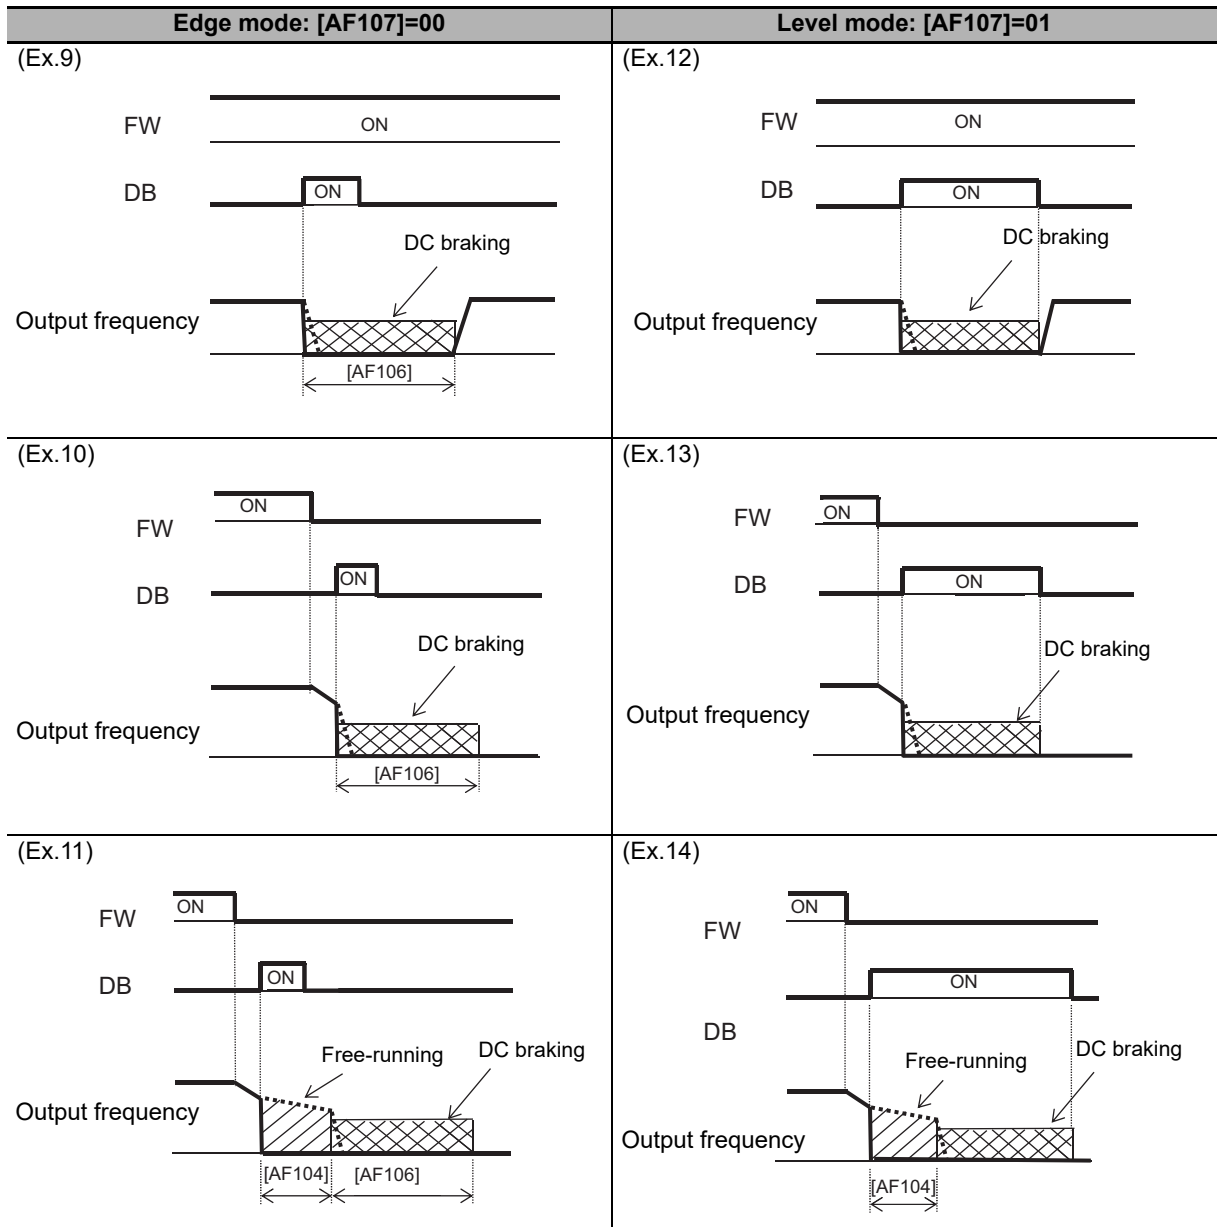 Edge mode: [AF107]=00
Level mode: [AF107]=01
(Ex.9)
FW
ON
DB
ON
DC braking
Output frequency
[AF106]
(Ex.12)
FW
ON
DB
ON
DC braking
Output frequency
(Ex.10)
ON
FW
ON
DB
DC braking
Output frequency
[AF106]
(Ex.13)
ON
FW
DB
ON
DC braking
Output frequency
(Ex.11)
ON
FW
ON
DB
Free-running
DC braking
Output frequency
[AF104]
[AF106]
(Ex.14)
ON
FW
ON
DB
Free-running
DC braking
Output frequency
[AF104]